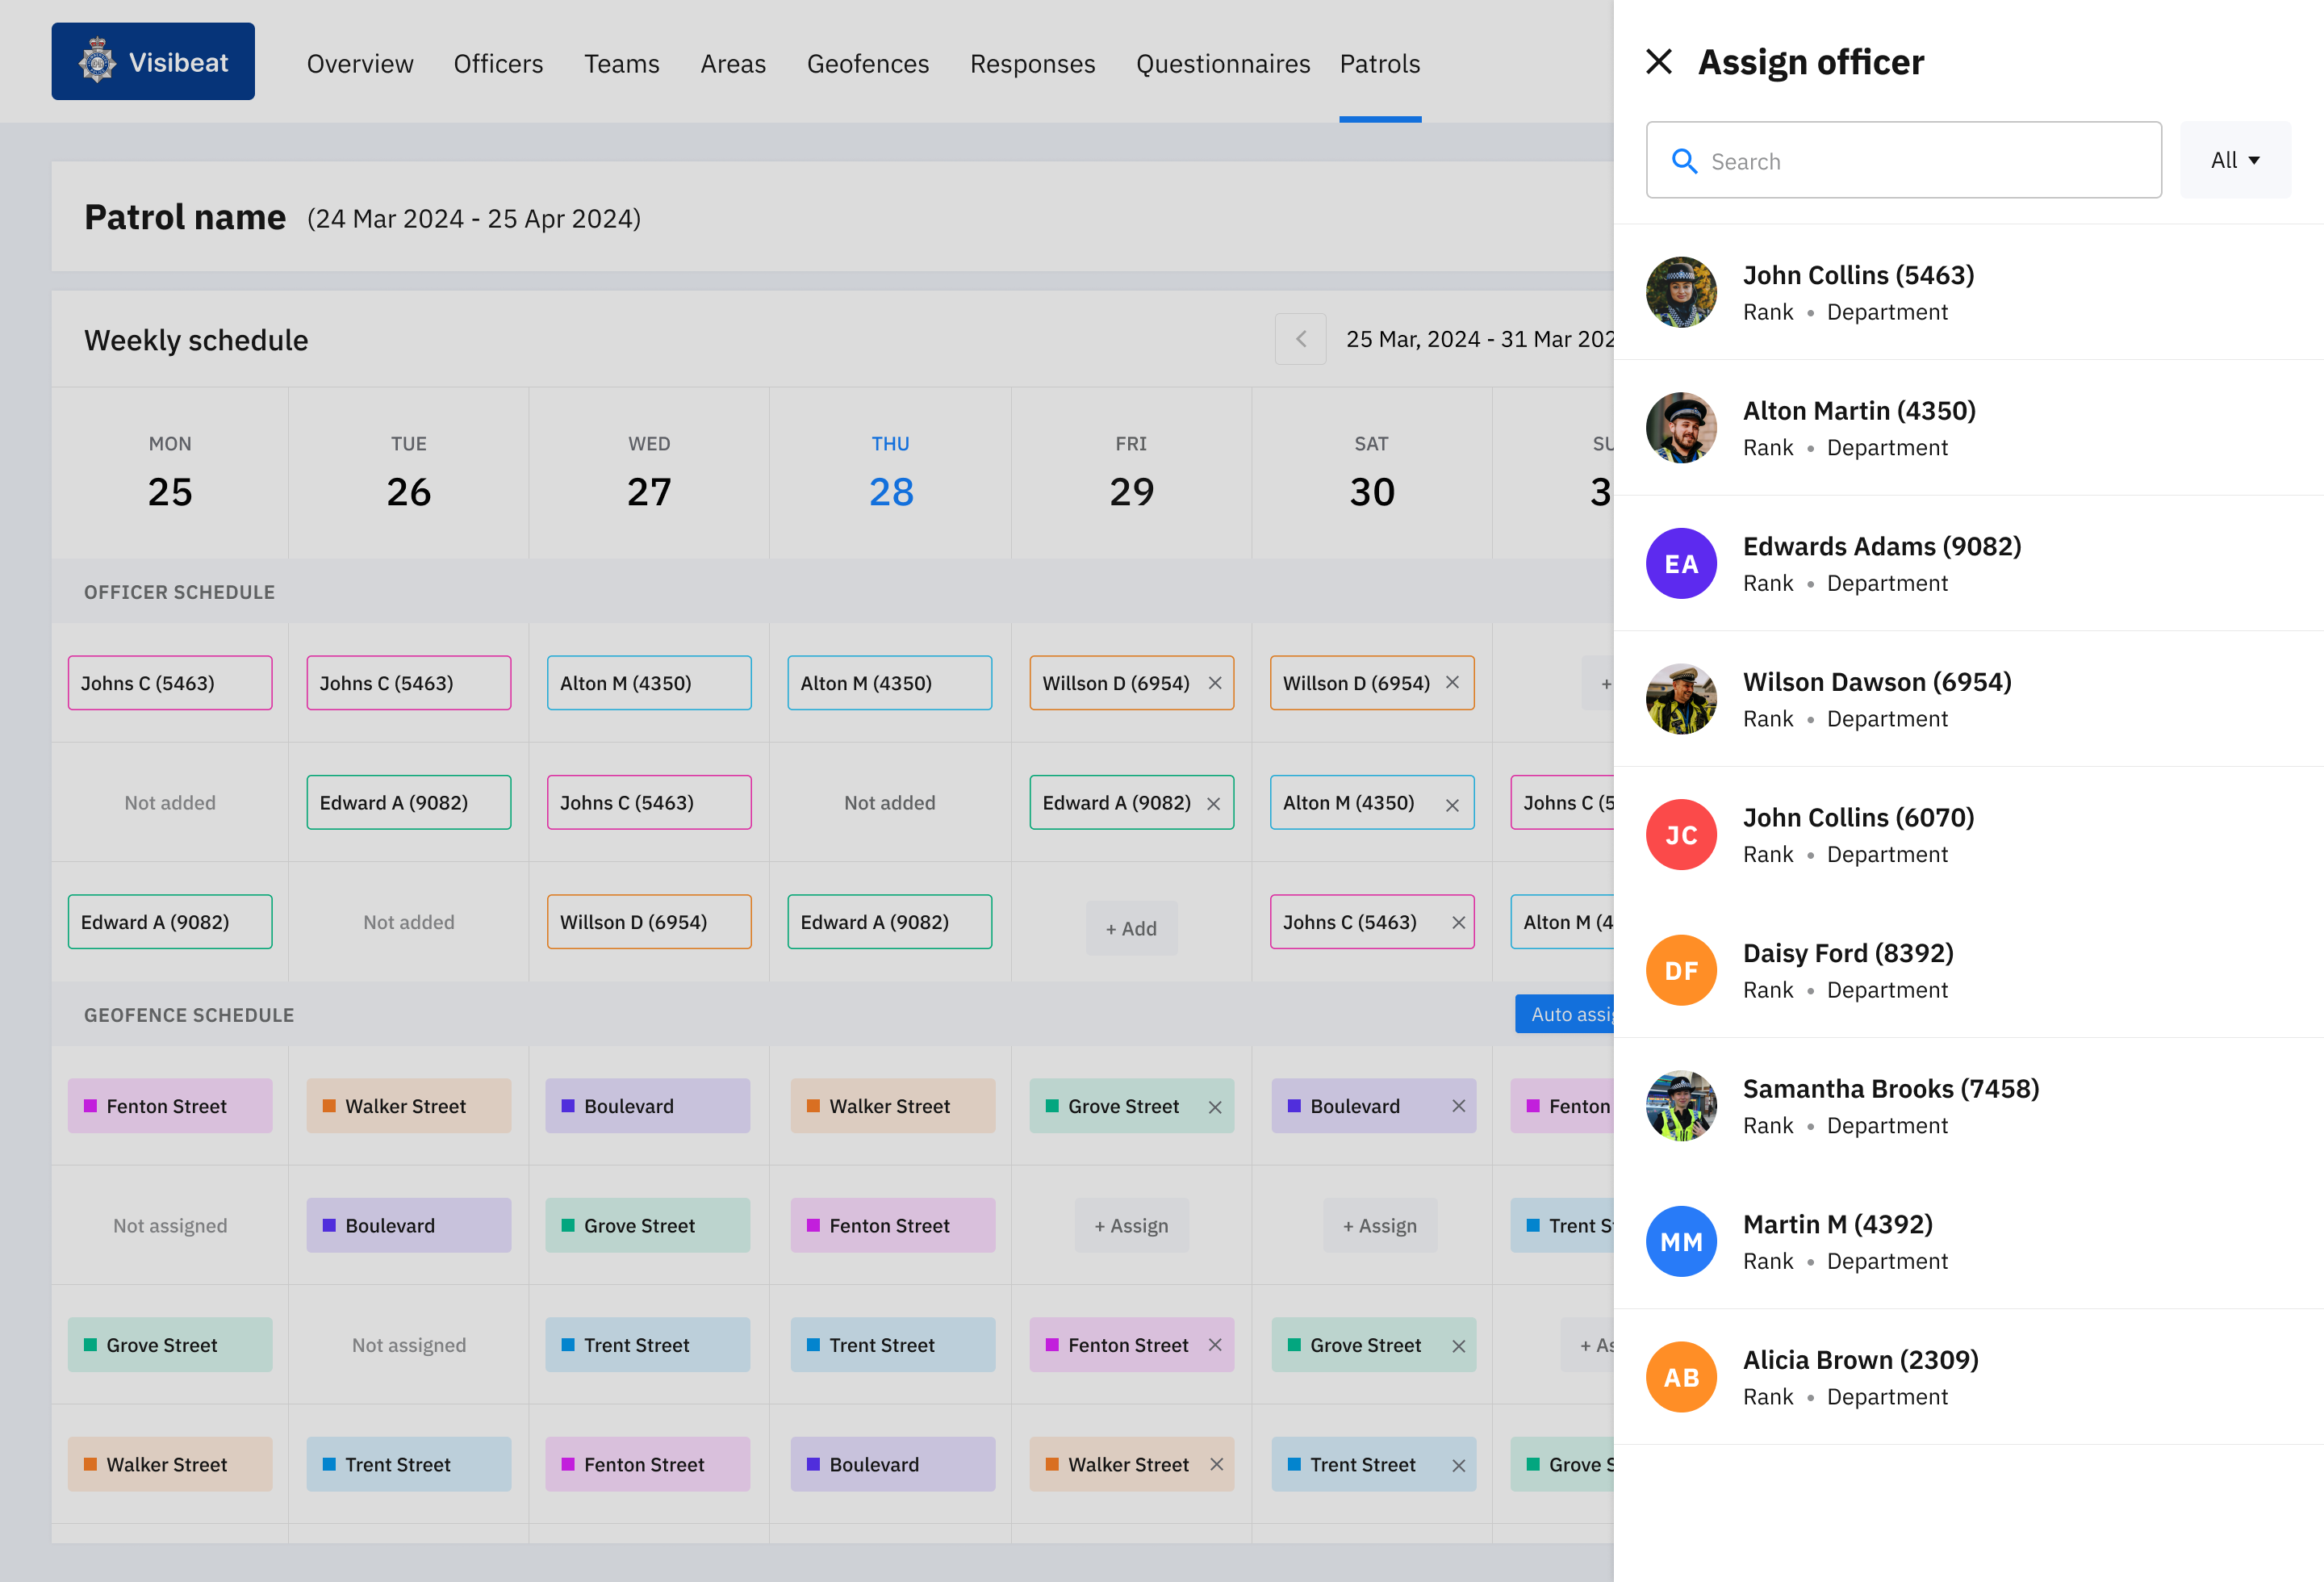 Visibeat
Overview Officers Teams Areas Geofences Responses Questionnaires Patrols
Patrol name (24 Mar 2024 - 25 Apr 2024)
Weekly schedule 25 Mar, 2024 - 31 Mar 202
MON TUE WED THU FRI SAT SU
25 26 27 28 29 30 3
OFFICER SCHEDULE
Johns C (5463) Johns C (5463) Alton M (4350) Alton M (4350) Willson D (6954) Willson D (6954) +
Not added Edward A (9082) Johns C (5463) Not added Edward A (9082) Alton M (4350) Johns C (5
Edward A (9082) Not added Willson D (6954) Edward A (9082) + Add Johns C (5463) Alton M (4
GEOFENCE SCHEDULE Auto assig
Fenton Street Walker Street Boulevard Walker Street Grove Street Boulevard Fenton
Not assigned Boulevard Grove Street Fenton Street + Assign + Assign Trent S
Grove Street Not assigned Trent Street Trent Street Fenton Street Grove Street + As
Walker Street Trent Street Fenton Street Boulevard Walker Street Trent Street Grove S
Assign officer
Search All
John Collins (5463)
Rank • Department
Alton Martin (4350)
Rank • Department
EA
Edwards Adams (9082)
Rank • Department
Wilson Dawson (6954)
Rank • Department
JC
John Collins (6070)
Rank • Department
DF
Daisy Ford (8392)
Rank • Department
Samantha Brooks (7458)
Rank • Department
MM
Martin M (4392)
Rank • Department
AB
Alicia Brown (2309)
Rank • Department